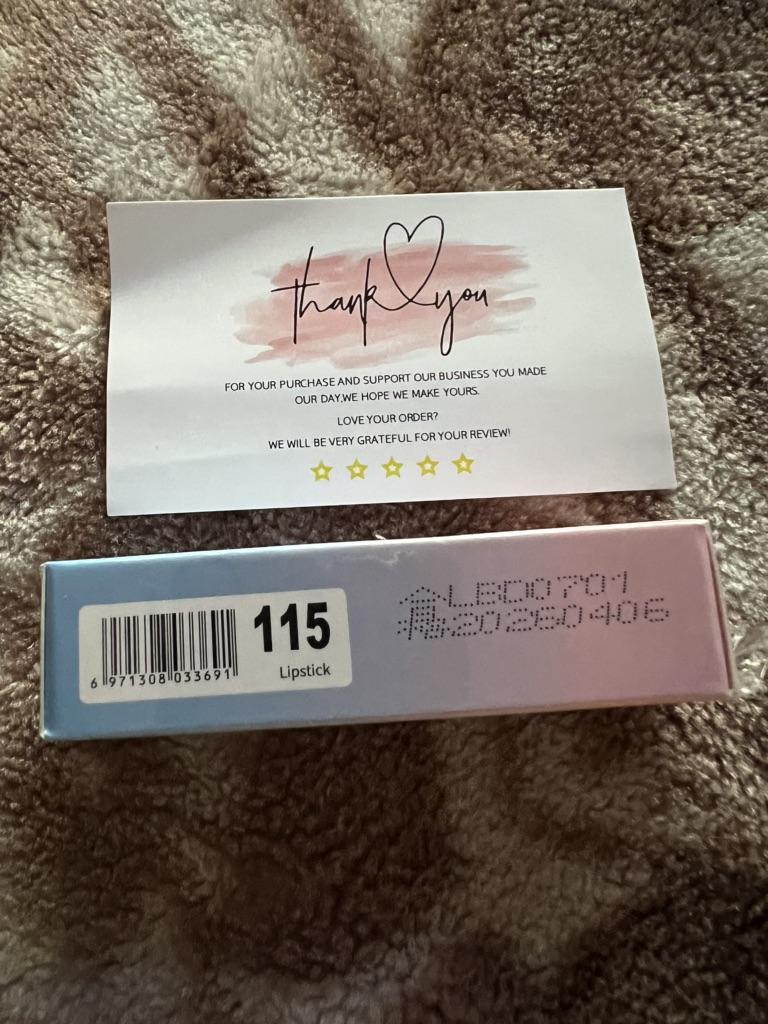 thank you
FOR YOUR PURCHASE AND SUPPORT OUR BUSINESS YOU MADE
OUR DAY,WE HOPE WE MAKE YOURS.
LOVE YOUR ORDER?
WE WILL BE VERY GRATEFUL FOR YOUR REVIEW!
115
Lipstick
6 971308 033691
LBD0701
20260406